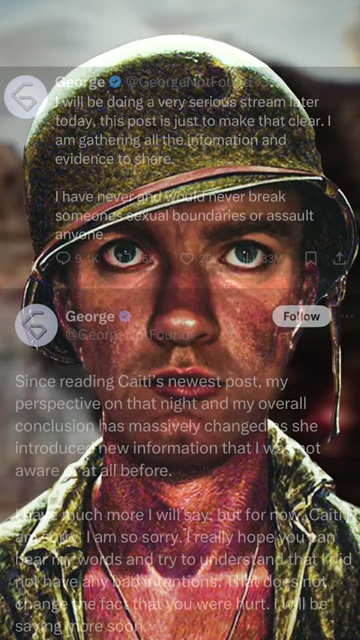 George @GeorgeNotFound
I will be doing a very serious stream later
today, this post is just to make that clear. I
am gathering all the infomation and
evidence to share.
I have never and would never break
someones sexual boundaries or assault
anyone.
9.4K
George
Follow
@GeorgeNotFound
Since reading Caiti's newest post, my
perspective on that night and my overall
conclusion has massively changed as she
introduced new information that I was not
aware of at all before.
I have much more I will say, but for now, Caiti I
am sorry. I am so sorry. I really hope you can
hear my words and try to understand that I did
not have any bad intentions. That does not
change the fact that you were hurt. I will be
saying more soon.